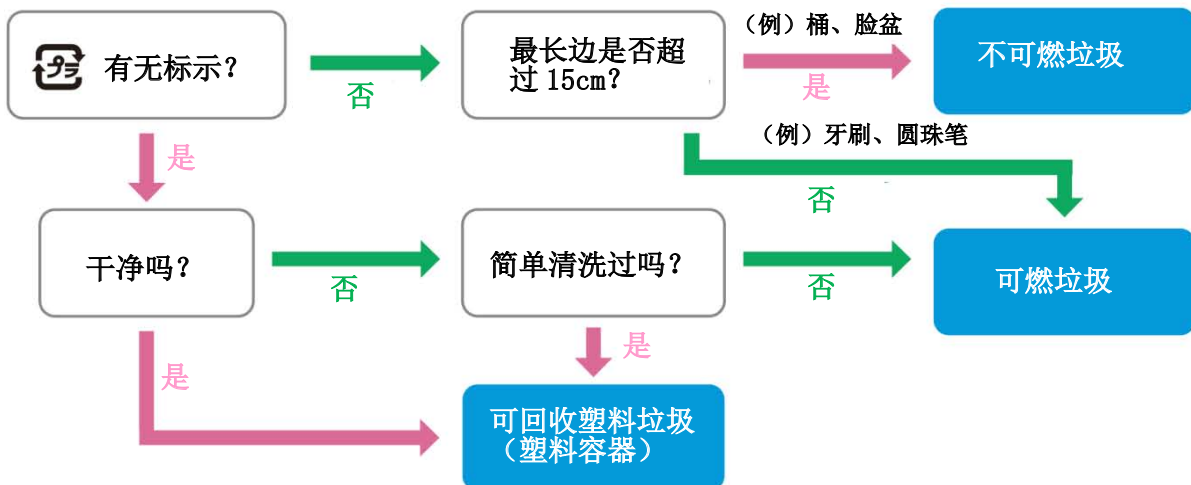 プラ 有无标示？
否
最长边是否超
过 15cm？
（例）桶、脸盆
是
不可燃垃圾
是
（例）牙刷、圆珠笔
否
干净吗？
否
简单清洗过吗？
否
可燃垃圾
是
是
可回收塑料垃圾
（塑料容器）